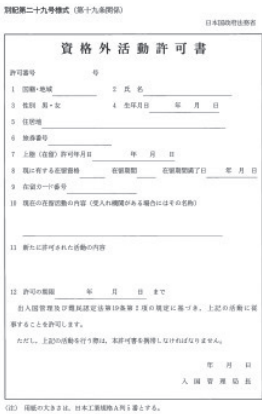 別記第二十九号様式（第十九条関係）
日本国政府法務省
資格外活動許可書
許可番号 号
1 国籍・地域 2 氏名
3 性別 男・女 4 生年月日 年 月 日
5 住居地
6 旅券番号
7 上陸（在留）許可年月日 年 月 日
8 現に有する在留資格 在留期間 在留期間満了日 年 月 日
9 在留カード番号
10 現在の在留活動の内容（受入れ機関がある場合にはその名称）
11 新たに許可された活動の内容
12 許可の期限 年 月 日 まで
出入国管理及び難民認定法第19条第2項の規定に基づき、上記の活動に従
事することを許可します。
ただし、上記の活動を行う際は、本許可書を携帯しなければなりません。
年 月 日
入国管理局長
（注） 用紙の大きさは、日本工業規格A列5番とする。